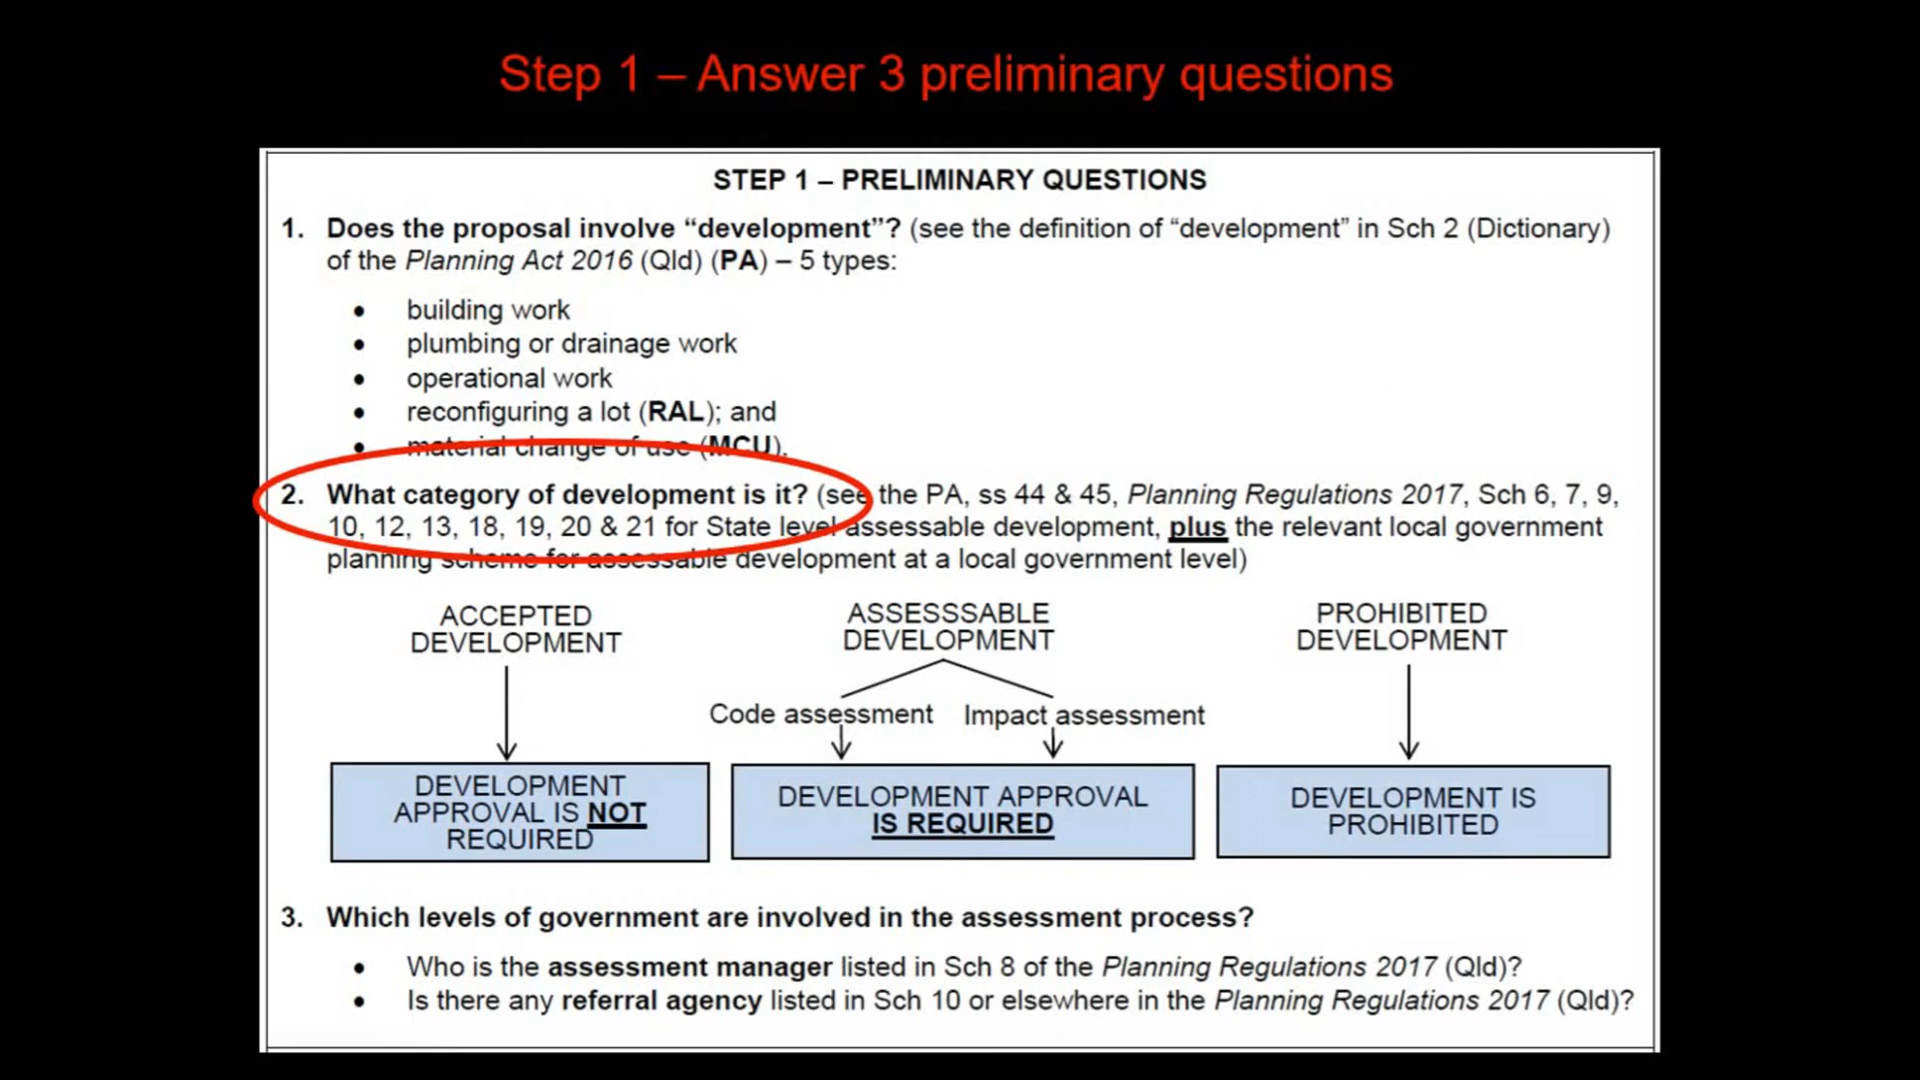 Step 1 – Answer 3 preliminary questions
STEP 1 – PRELIMINARY QUESTIONS
1. Does the proposal involve “development”? (see the definition of “development” in Sch 2 (Dictionary)
of the Planning Act 2016 (Qld) (PA) – 5 types:
• building work
• plumbing or drainage work
• operational work
• reconfiguring a lot (RAL); and
• material change of use (MCU).
2. What category of development is it? (see the PA, ss 44 & 45, Planning Regulations 2017, Sch 6, 7, 9,
10, 12, 13, 18, 19, 20 & 21 for State level assessable development, plus the relevant local government
planning scheme for assessable development at a local government level)
ACCEPTED
DEVELOPMENT
ASSESSSABLE
DEVELOPMENT
PROHIBITED
DEVELOPMENT
Code assessment
Impact assessment
DEVELOPMENT
APPROVAL IS NOT
REQUIRED
DEVELOPMENT APPROVAL
IS REQUIRED
DEVELOPMENT IS
PROHIBITED
3. Which levels of government are involved in the assessment process?
• Who is the assessment manager listed in Sch 8 of the Planning Regulations 2017 (Qld)?
• Is there any referral agency listed in Sch 10 or elsewhere in the Planning Regulations 2017 (Qld)?